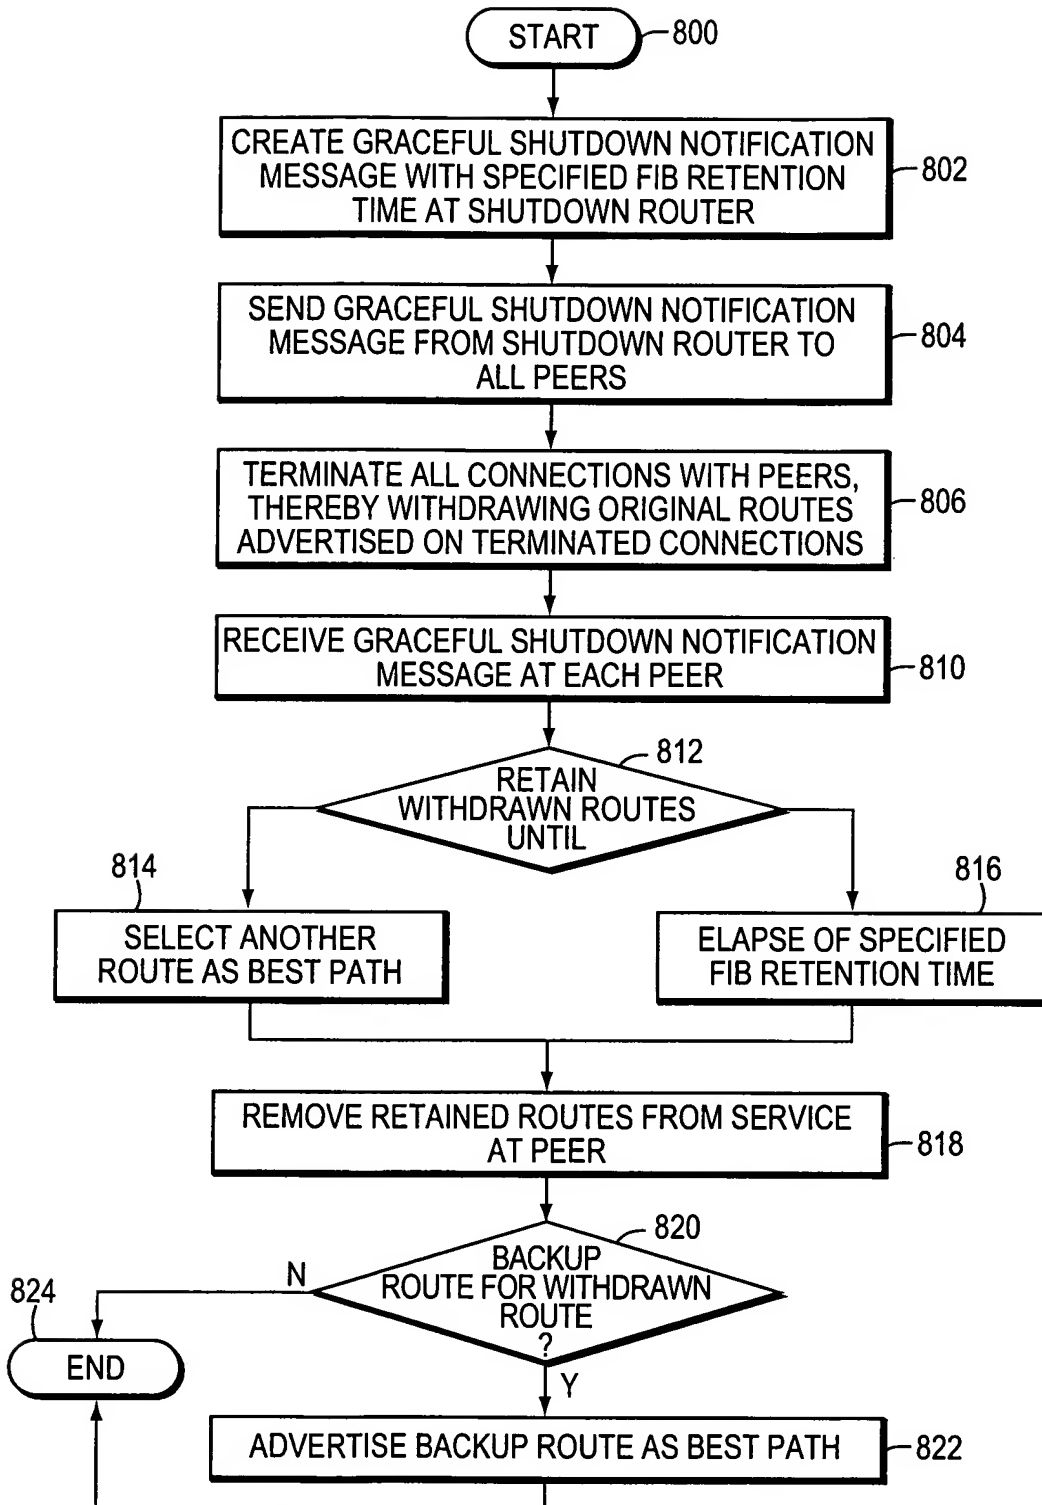 START
800
CREATE GRACEFUL SHUTDOWN NOTIFICATION
MESSAGE WITH SPECIFIED FIB RETENTION
TIME AT SHUTDOWN ROUTER
802
SEND GRACEFUL SHUTDOWN NOTIFICATION
MESSAGE FROM SHUTDOWN ROUTER TO
ALL PEERS
804
TERMINATE ALL CONNECTIONS WITH PEERS,
THEREBY WITHDRAWING ORIGINAL ROUTES
ADVERTISED ON TERMINATED CONNECTIONS
806
RECEIVE GRACEFUL SHUTDOWN NOTIFICATION
MESSAGE AT EACH PEER
810
812
RETAIN
WITHDRAWN ROUTES
UNTIL
814
SELECT ANOTHER
ROUTE AS BEST PATH
816
ELAPSE OF SPECIFIED
FIB RETENTION TIME
REMOVE RETAINED ROUTES FROM SERVICE
AT PEER
818
820
BACKUP
ROUTE FOR WITHDRAWN
ROUTE
?
N
824
END
Y
ADVERTISE BACKUP ROUTE AS BEST PATH
822